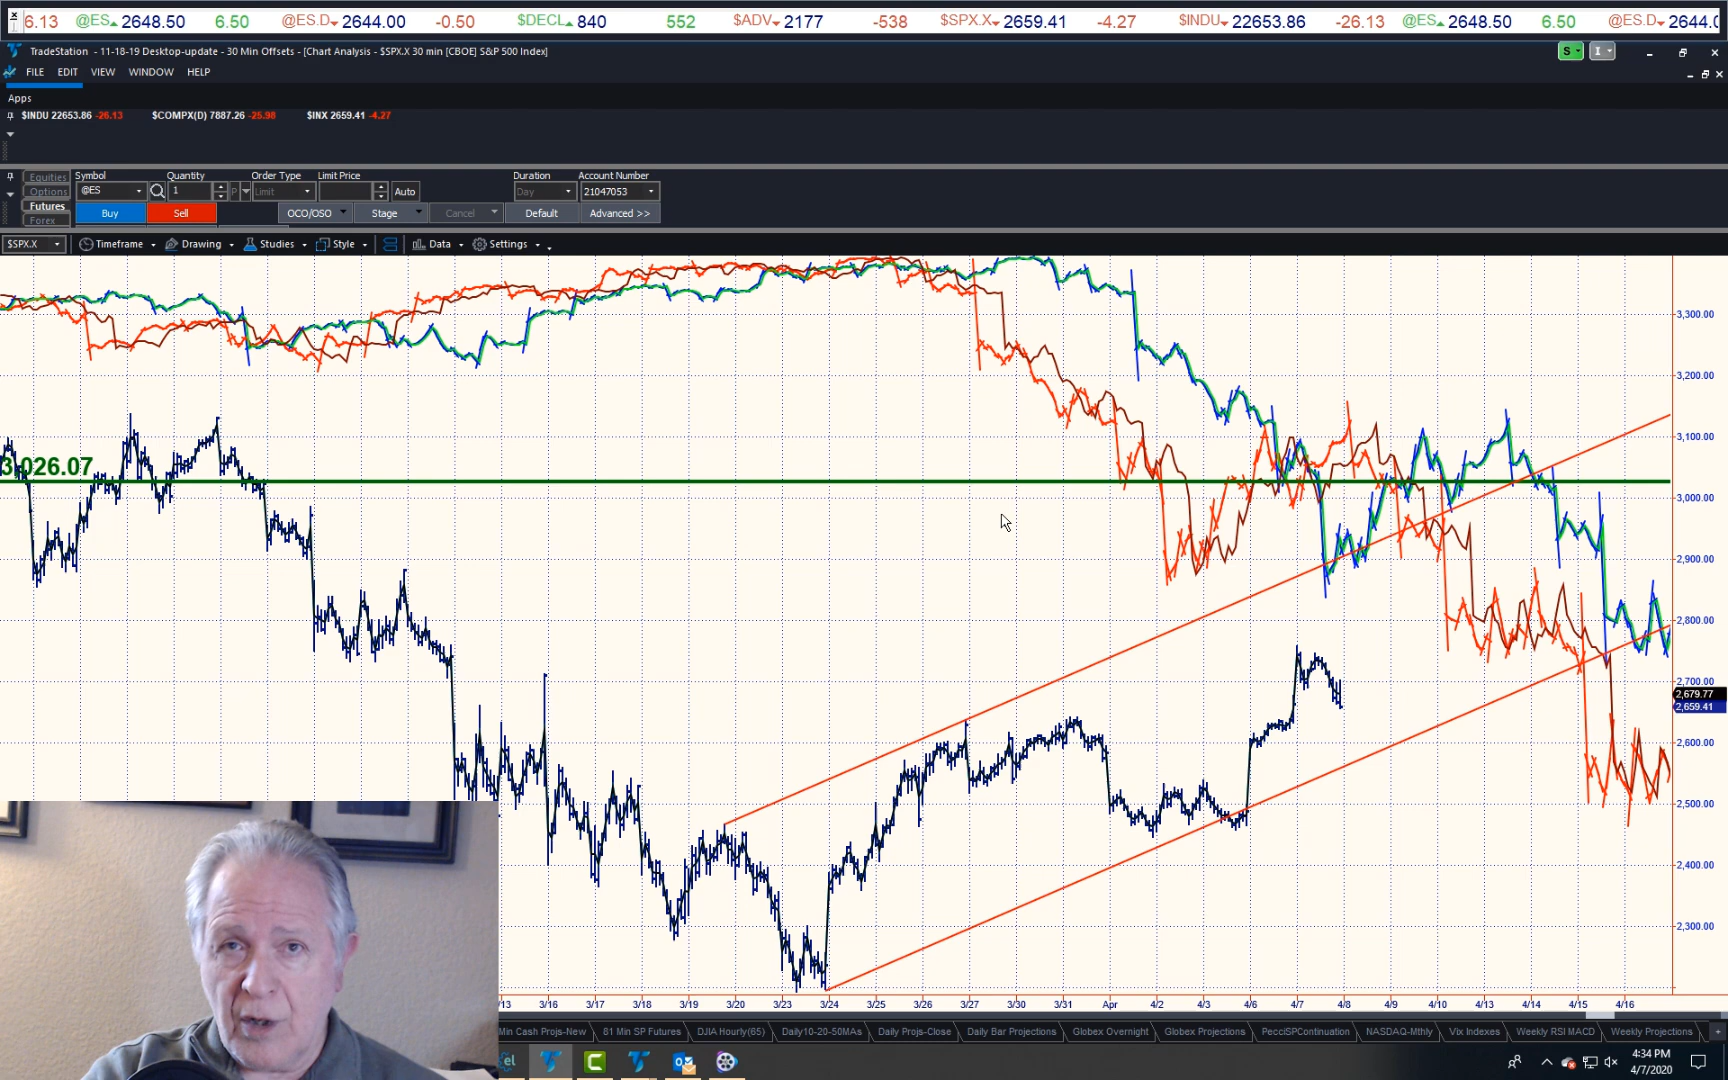 6.13 @ES 2648.50 6.50 @ES.D 2644.00 -0.50 $DECL 840 552 $ADV 2177 -538 $SPX.X 2659.41 -4.27 $INDU 22653.86 -26.13 @ES 2648.50 6.50 @ES.D 2644.0
TradeStation - 11-18-19 Desktop-update - 30 Min Offsets - [Chart Analysis - $SPX.X 30 min [CBOE] S&P 500 Index]
S I
FILE EDIT VIEW WINDOW HELP
Apps
$INDU 22653.86 -26.13 $COMPX(D) 7887.26 -25.98 $INX 2659.41 -4.27
Equities Symbol Quantity Order Type Limit Price Duration Account Number
Options @ES 1 P Limit Auto Day 21047053
Futures
Forex Buy Sell OCO/OSO Stage Cancel Default Advanced >>
$SPX.X Timeframe Drawing Studies Style Data Settings
3,300.00
3,200.00
3,100.00
3,026.07
3,000.00
2,900.00
2,800.00
2,700.00
2,679.77
2,659.41
2,600.00
2,500.00
2,400.00
2,300.00
/13 3/16 3/17 3/18 3/19 3/20 3/23 3/24 3/25 3/26 3/27 3/30 3/31 Apr 4/2 4/3 4/6 4/7 4/8 4/9 4/10 4/13 4/14 4/15 4/16
Min Cash Projs-New 81 Min SP Futures DJIA Hourly(65) Daily10-20-50MAs Daily Projs-Close Daily Bar Projections Globex Overnight Globex Projections PecciSPContinuation NASDAQ-Mthly Vix Indexes Weekly RSI MACD Weekly Projections
el
4:34 PM
4/7/2020